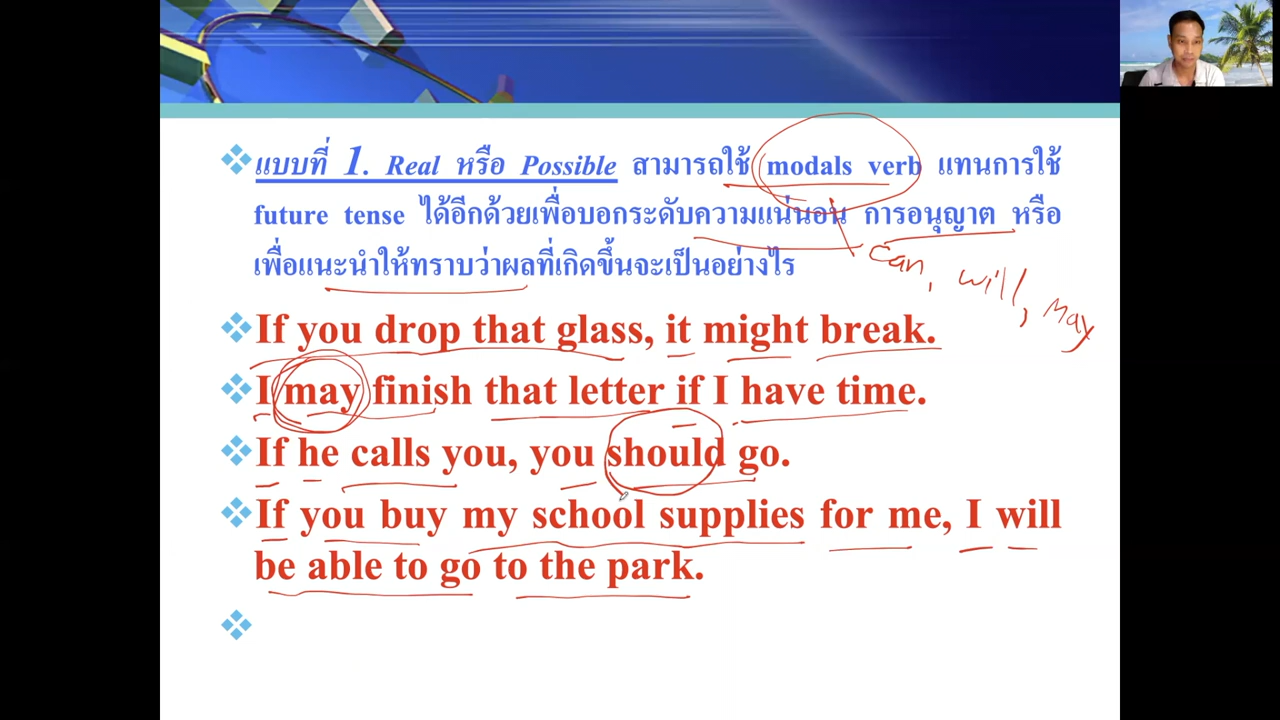 แบบที่ 1. Real หรือ Possible สามารถใช้ modals verb แทนการใช้
future tense ได้อีกด้วยเพื่อบอกระดับความแน่นอน การอนุญาต หรือ
เพื่อแนะนำให้ทราบว่าผลที่เกิดขึ้นจะเป็นอย่างไร
can, will, may
If you drop that glass, it might break.
I may finish that letter if I have time.
If he calls you, you should go.
If you buy my school supplies for me, I will
be able to go to the park.